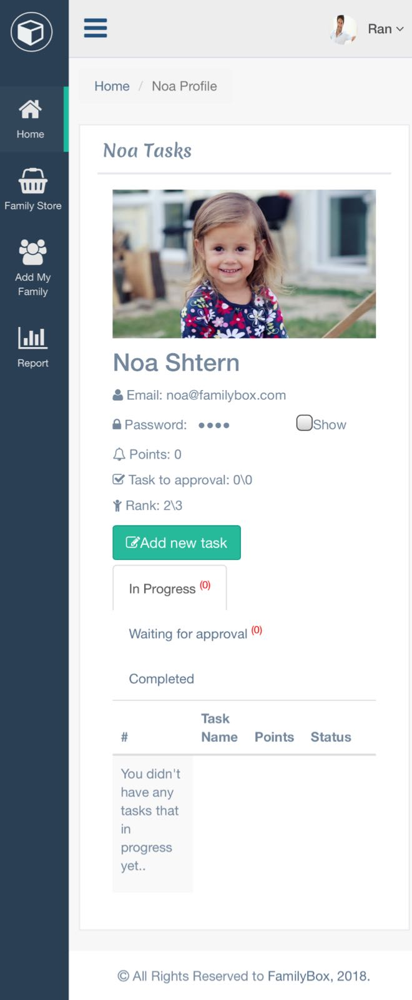 Ran
Home / Noa Profile
Home
Family Store
Add My
Family
Report
Noa Tasks
Noa Shtern
Email: noa@familybox.com
Password: ●●●● Show
Points: 0
Task to approval: 0\0
Rank: 2\3
Add new task
In Progress (0)
Waiting for approval (0)
Completed
# Task Name Points Status
You didn't
have any
tasks that
in
progress
yet..
© All Rights Reserved to FamilyBox, 2018.